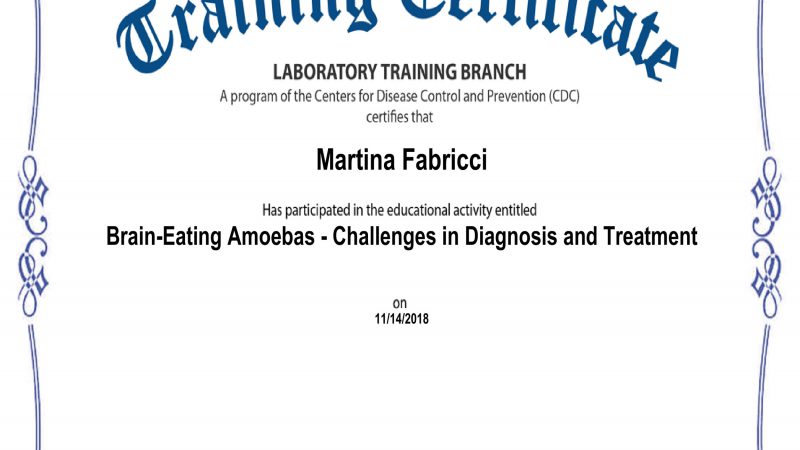 Training Certificate
LABORATORY TRAINING BRANCH
A program of the Centers for Disease Control and Prevention (CDC)
certifies that
Martina Fabricci
Has participated in the educational activity entitled
Brain-Eating Amoebas - Challenges in Diagnosis and Treatment
on
11/14/2018